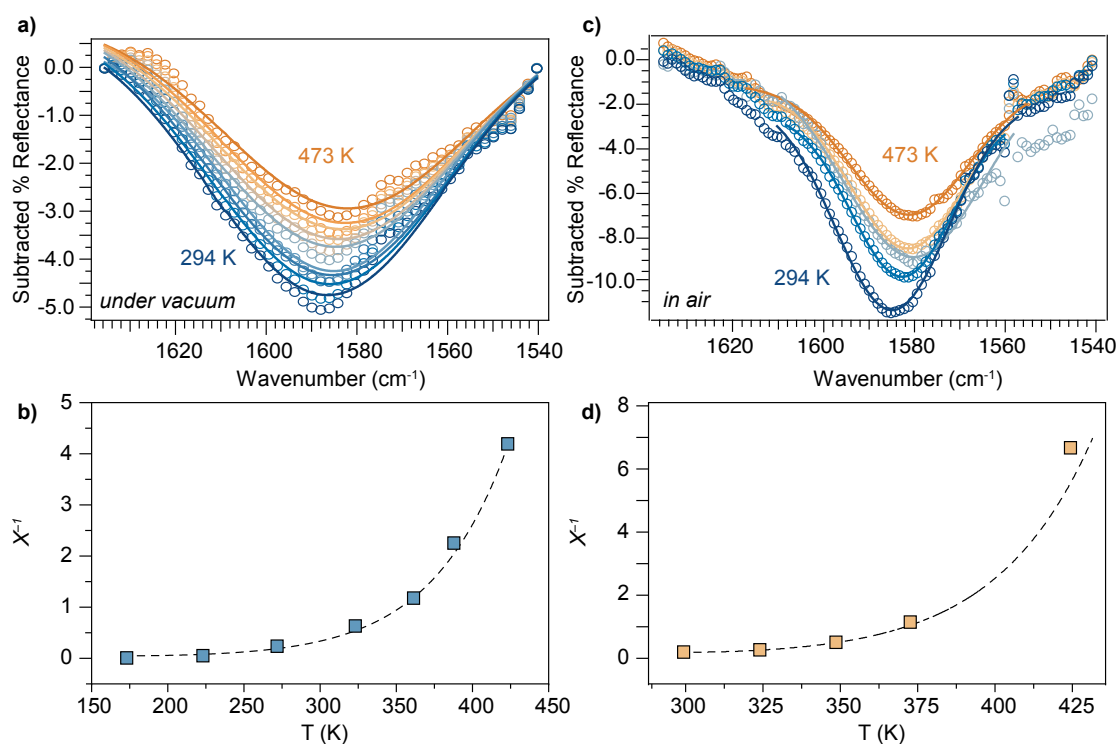 a)
Subtracted % Reflectance
0.0
-1.0
-2.0
-3.0
-4.0
-5.0
473 K
294 K
under vacuum
1620 1600 1580 1560 1540
Wavenumber (cm⁻¹)
c)
Subtracted % Reflectance
0.0
-2.0
-4.0
-6.0
-8.0
-10.0
473 K
294 K
in air
1620 1600 1580 1560 1540
Wavenumber (cm⁻¹)
b)
X⁻¹
5
4
3
2
1
0
150 200 250 300 350 400 450
T (K)
d)
X⁻¹
8
6
4
2
0
300 325 350 375 400 425
T (K)